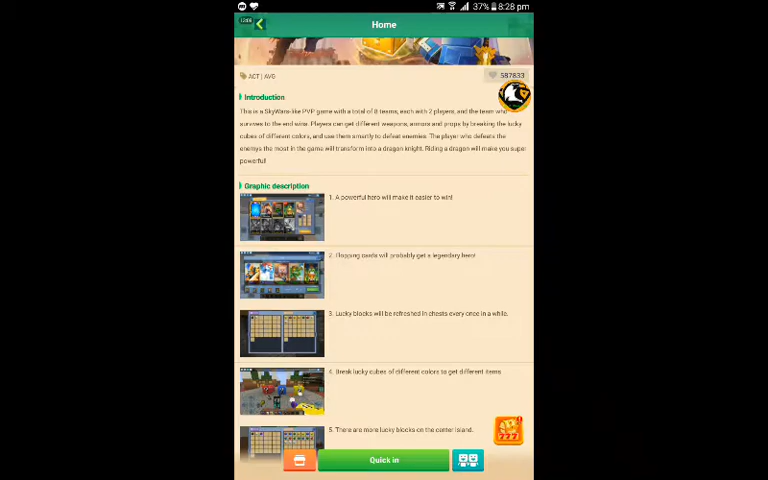 37% 8:28 pm
Home
ACT | AVG
587833
Introduction
This is a SkyWars-like PVP game with a total of 8 teams, each with 2 players, and the team who
survives to the end wins. Players can get different weapons, armors and props by breaking the lucky
cubes of different colors, and use them smartly to defeat enemies. The player who defeats the
enemys the most in the game will transform into a dragon knight. Riding a dragon will make you super
powerful!
Graphic description
1. A powerful hero will make it easier to win!
2. Flopping cards will probably get a legendary hero!
3. Lucky blocks will be refreshed in chests every once in a while.
4. Break lucky cubes of different colors to get different items
5. There are more lucky blocks on the center island.
777
Quick in